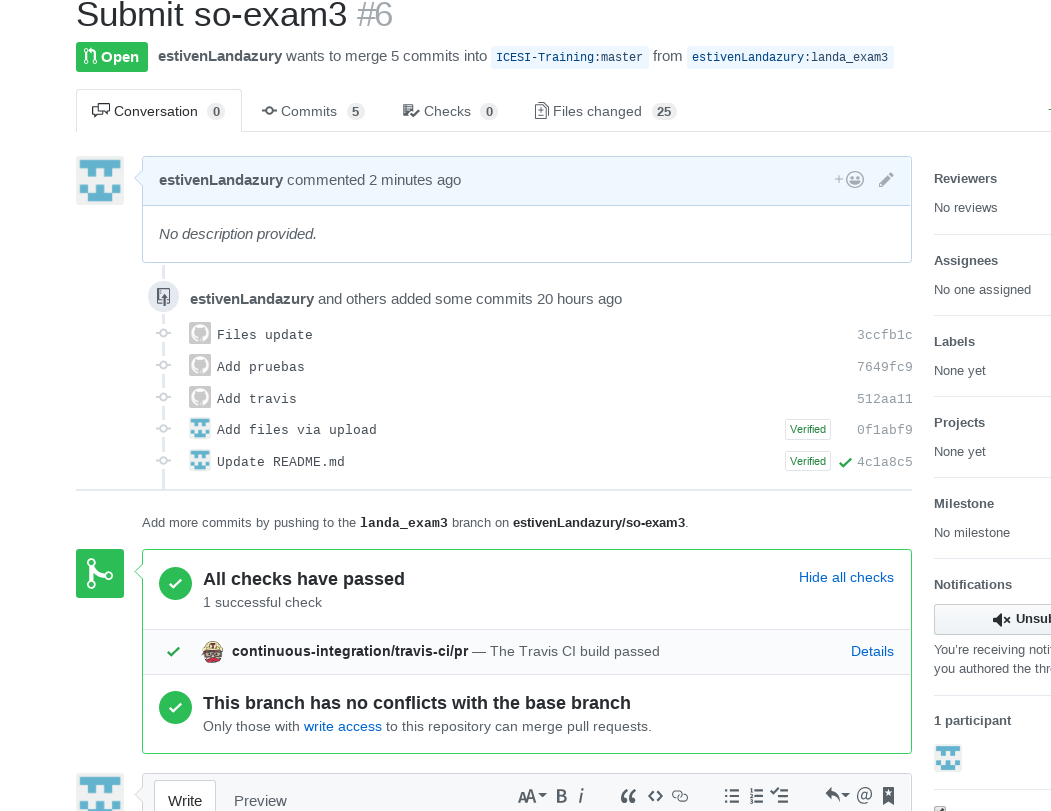 Submit so-exam3 #6
Open estivenLandazury wants to merge 5 commits into ICESI-Training:master from estivenLandazury:landa_exam3
Conversation 0 Commits 5 Checks 0 Files changed 25
estivenLandazury commented 2 minutes ago
No description provided.
estivenLandazury and others added some commits 20 hours ago
Files update 3ccfb1c
Add pruebas 7649fc9
Add travis 512aa11
Add files via upload Verified 0f1abf9
Update README.md Verified 4c1a8c5
Add more commits by pushing to the landa_exam3 branch on estivenLandazury/so-exam3.
All checks have passed Hide all checks
1 successful check
continuous-integration/travis-ci/pr — The Travis CI build passed Details
This branch has no conflicts with the base branch
Only those with write access to this repository can merge pull requests.
Write Preview AA B i
Reviewers
No reviews
Assignees
No one assigned
Labels
None yet
Projects
None yet
Milestone
No milestone
Notifications
Unsub
You're receiving noti
you authored the thr
1 participant